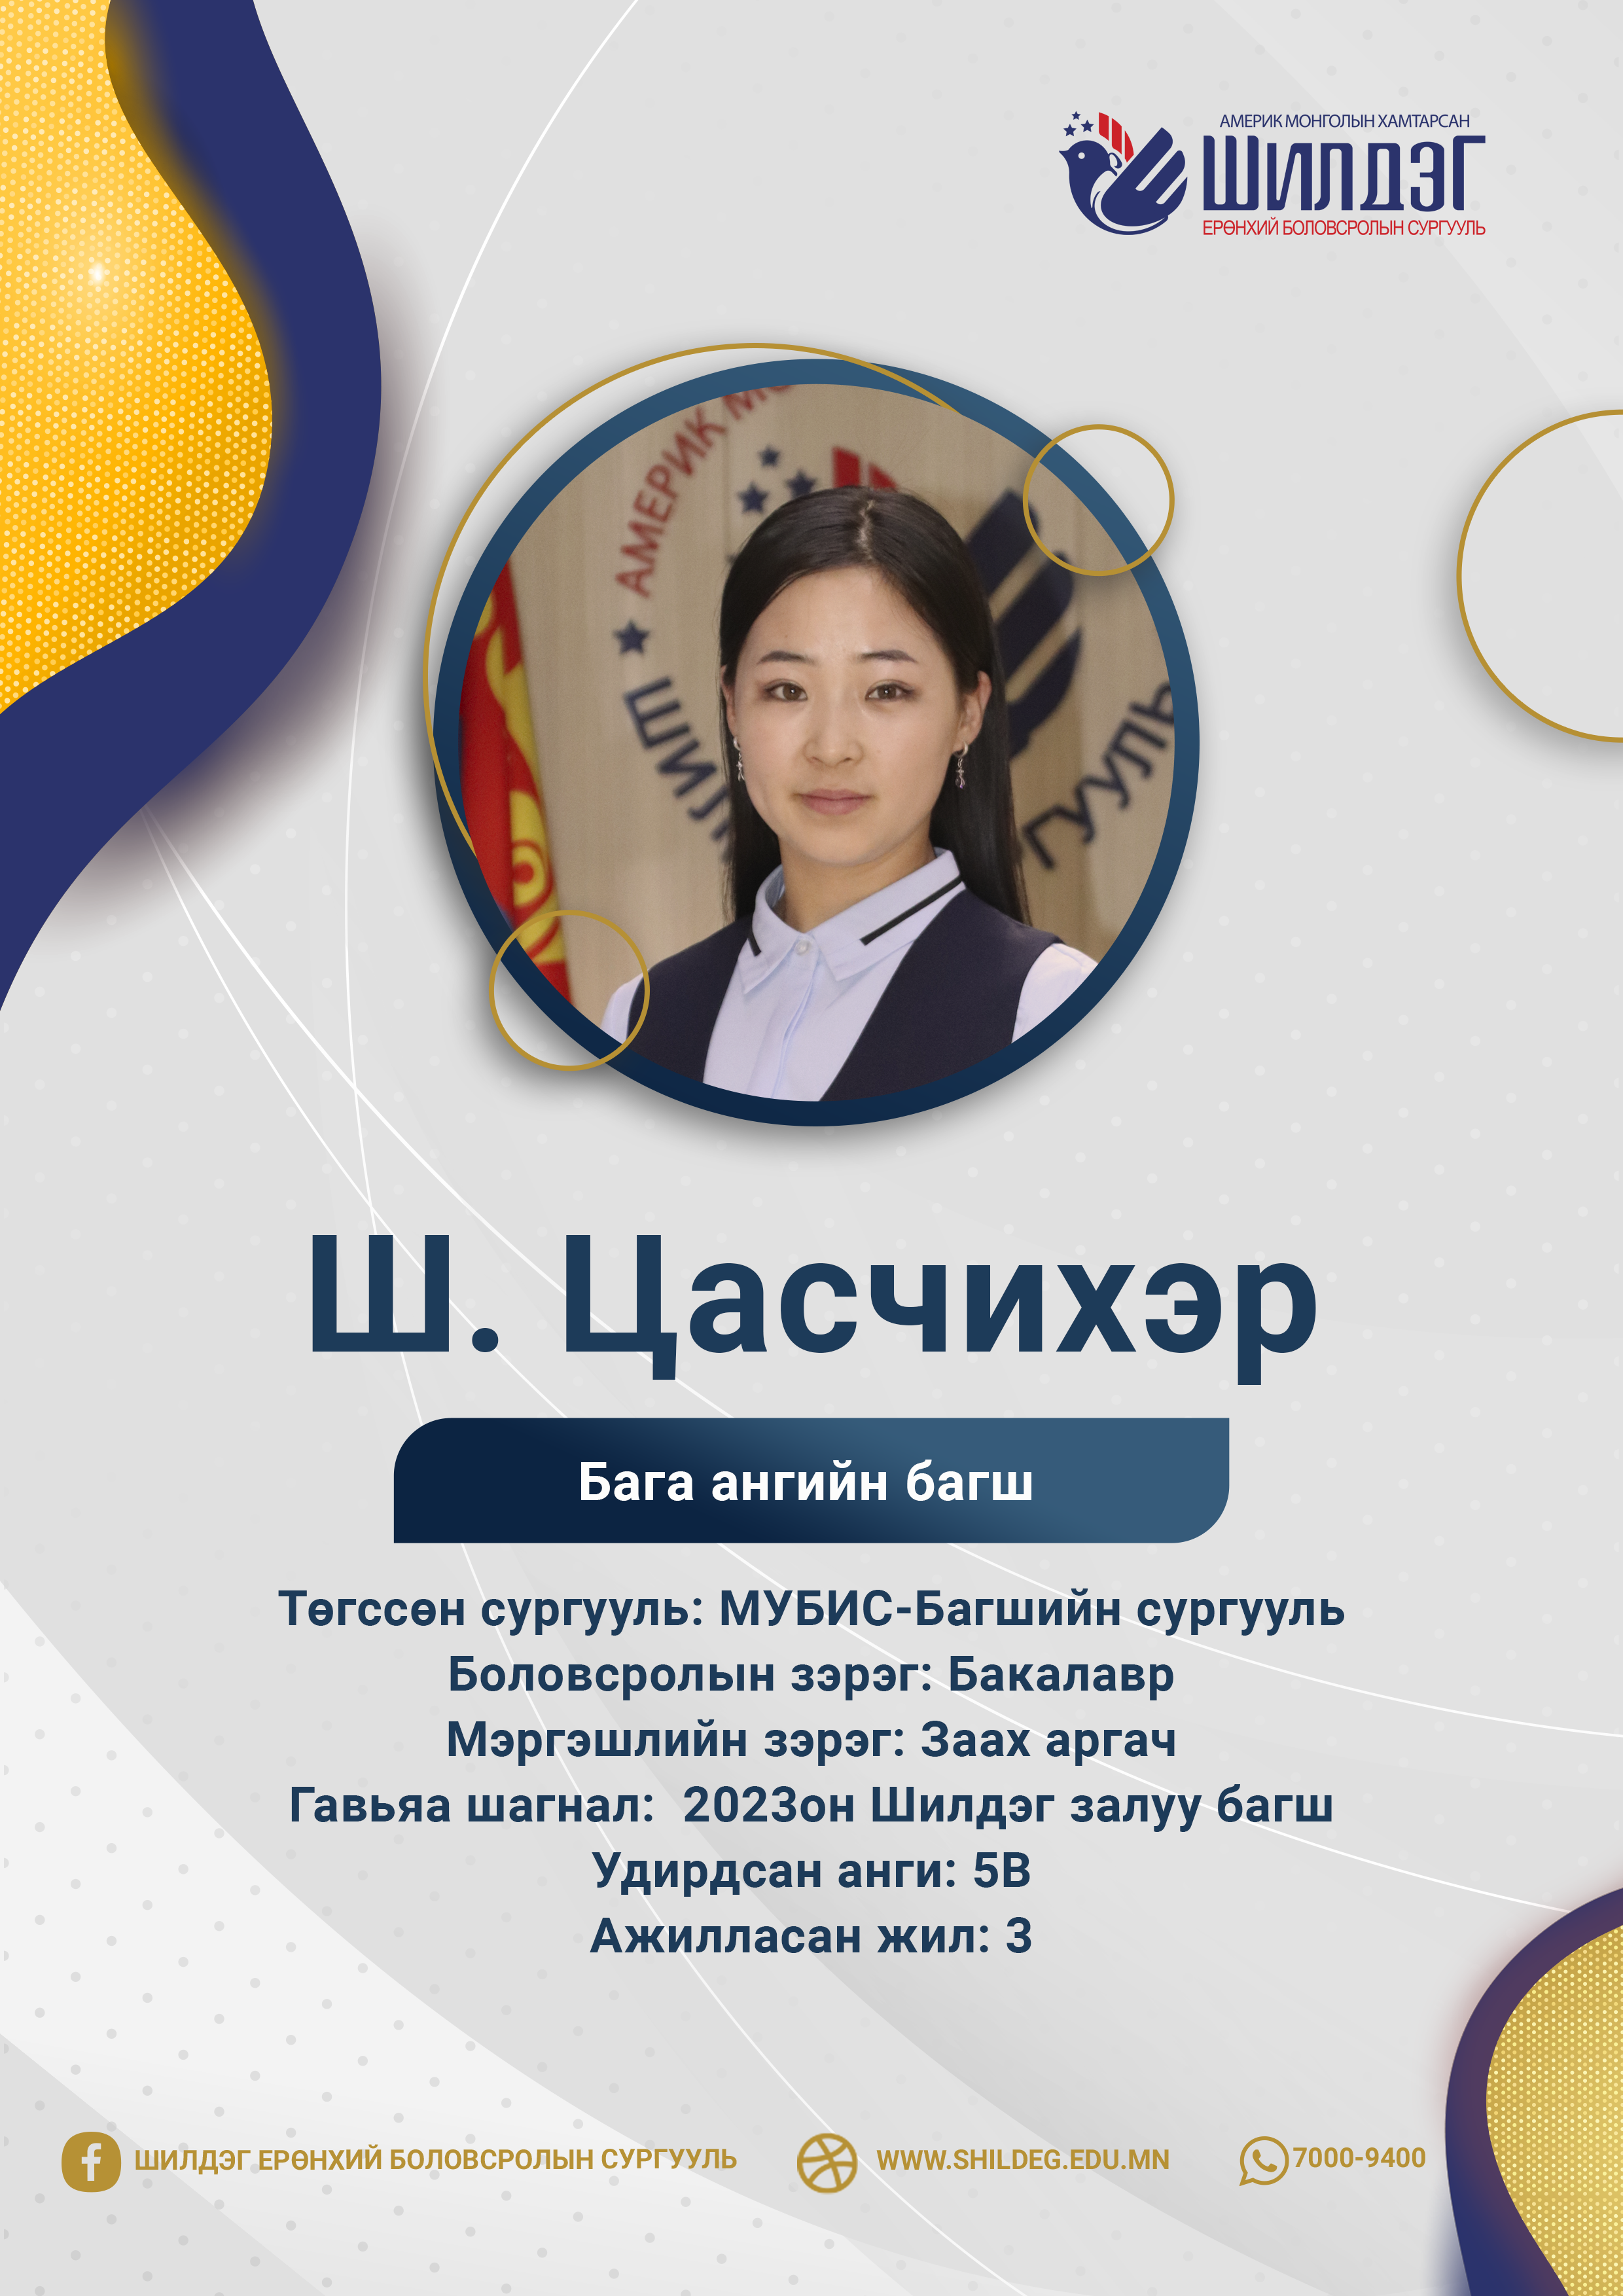 АМЕРИК МОНГОЛЫН ХАМТАРСАН
ШИЛДЭГ
ЕРӨНХИЙ БОЛОВСРОЛЫН СУРГУУЛЬ
АМЕРИК
ГУУЛЬ
Ш. Цасчихэр
Бага ангийн багш
Төгссөн сургууль: МУБИС-Багшийн сургууль
Боловсролын зэрэг: Бакалавр
Мэргэшлийн зэрэг: Заах аргач
Гавьяа шагнал: 2023он Шилдэг залуу багш
Удирдсан анги: 5В
Ажилласан жил: 3
ШИЛДЭГ ЕРӨНХИЙ БОЛОВСРОЛЫН СУРГУУЛЬ
WWW.SHILDEG.EDU.MN
7000-9400